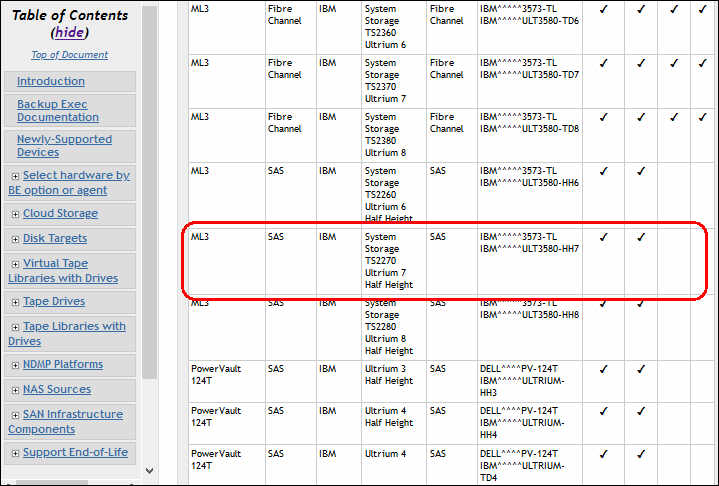 Table of Contents
(hide)
Top of Document
Introduction
Backup Exec
Documentation
Newly-Supported
Devices
Select hardware by
BE option or agent
Cloud Storage
Disk Targets
Virtual Tape
Libraries with Drives
Tape Drives
Tape Libraries with
Drives
NDMP Platforms
NAS Sources
SAN Infrastructure
Components
Support End-of-Life
ML3 Fibre IBM System Fibre IBM^^^^^3573-TL ✓ ✓ ✓ ✓
Channel Storage Channel IBM^^^^^ULT3580-TD6
TS2360
Ultrium 6
ML3 Fibre IBM System Fibre IBM^^^^^3573-TL ✓ ✓ ✓ ✓
Channel Storage Channel IBM^^^^^ULT3580-TD7
TS2370
Ultrium 7
ML3 Fibre IBM System Fibre IBM^^^^^3573-TL ✓ ✓ ✓ ✓
Channel Storage Channel IBM^^^^^ULT3580-TD8
TS2380
Ultrium 8
ML3 SAS IBM System SAS IBM^^^^^3573-TL ✓ ✓
Storage IBM^^^^^ULT3580-HH6
TS2260
Ultrium 6
Half Height
ML3 SAS IBM System SAS IBM^^^^^3573-TL ✓ ✓
Storage IBM^^^^^ULT3580-HH7
TS2270
Ultrium 7
Half Height
ML3 SAS IBM System SAS IBM^^^^^3573-TL ✓ ✓
Storage IBM^^^^^ULT3580-HH8
TS2280
Ultrium 8
Half Height
PowerVault SAS IBM Ultrium 3 SAS DELL^^^^PV-124T ✓ ✓
124T Half Height IBM^^^^^ULTRIUM-
HH3
PowerVault SAS IBM Ultrium 4 SAS DELL^^^^PV-124T ✓ ✓
124T Half Height IBM^^^^^ULTRIUM-
HH4
PowerVault SAS IBM Ultrium 4 SAS DELL^^^^PV-124T ✓ ✓
124T IBM^^^^^ULTRIUM-
TD4